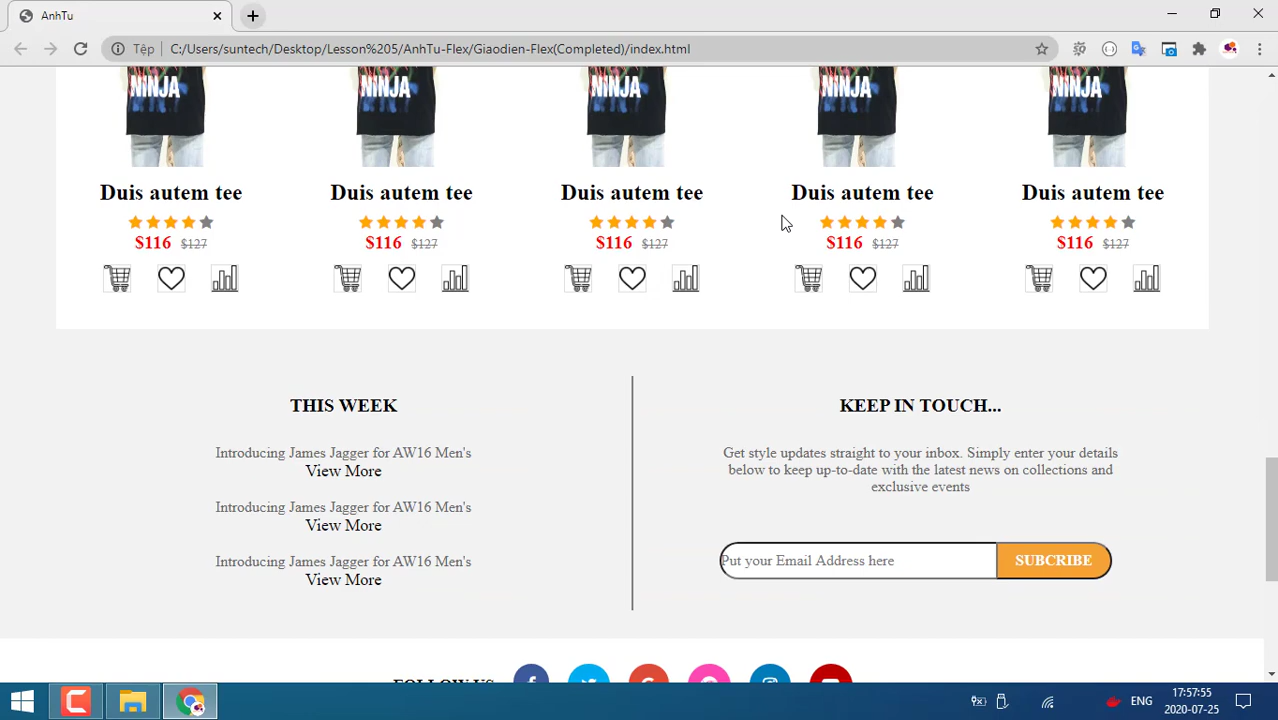 AnhTu
Tệp C:/Users/suntech/Desktop/Lesson%205/AnhTu-Flex/Giaodien-Flex(Completed)/index.html
NINJA NINJA NINJA NINJA NINJA
Duis autem tee Duis autem tee Duis autem tee Duis autem tee Duis autem tee
$116 $127 $116 $127 $116 $127 $116 $127 $116 $127
THIS WEEK
Introducing James Jagger for AW16 Men's
View More
Introducing James Jagger for AW16 Men's
View More
Introducing James Jagger for AW16 Men's
View More
KEEP IN TOUCH...
Get style updates straight to your inbox. Simply enter your details
below to keep up-to-date with the latest news on collections and
exclusive events
Put your Email Address here SUBCRIBE
FOLLOW US
ENG
17:57:55
2020-07-25